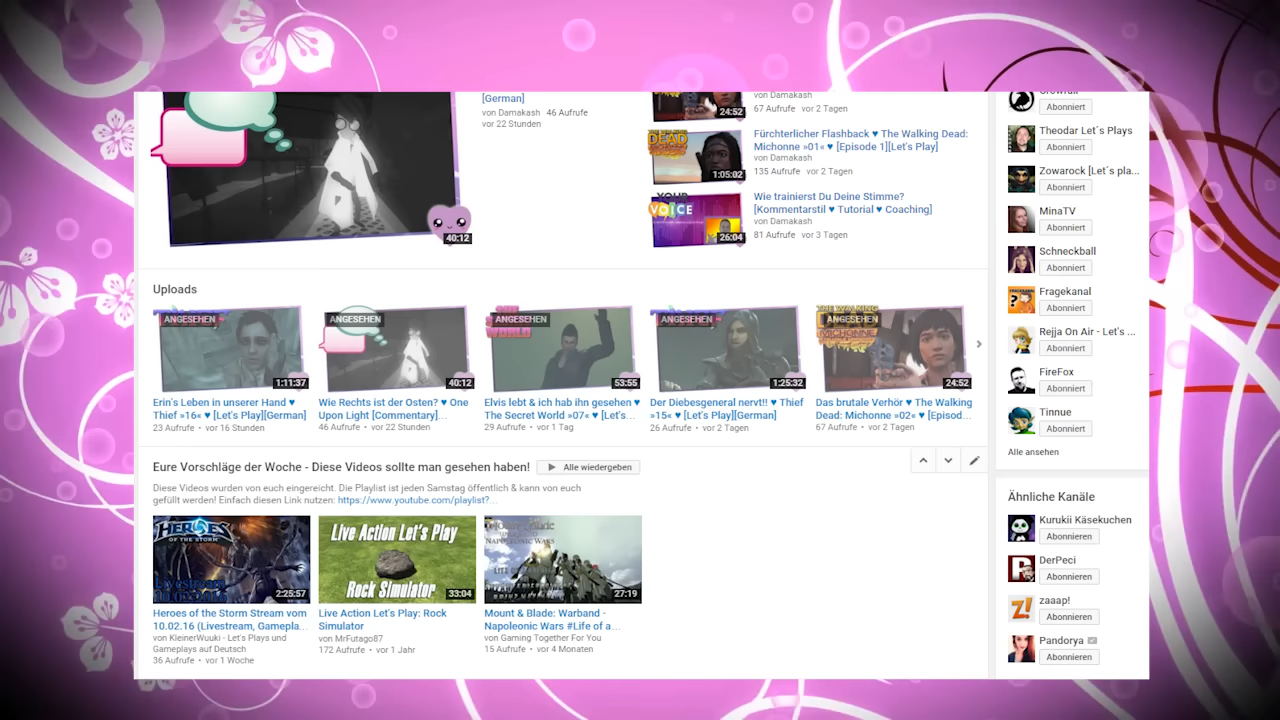 [German]
von Damakash 46 Aufrufe
vor 22 Stunden
40:12
24:52
von Damakash
67 Aufrufe vor 2 Tagen
1:05:02
Fürchterlicher Flashback ♥ The Walking Dead:
Michonne »01« ♥ [Episode 1][Let's Play]
von Damakash
135 Aufrufe vor 2 Tagen
YOUR
VOICE
26:04
Wie trainierst Du Deine Stimme?
[Kommentarstil ♥ Tutorial ♥ Coaching]
von Damakash
81 Aufrufe vor 3 Tagen
Uploads
ANGESEHEN
1:11:37
Erin's Leben in unserer Hand ♥
Thief »16« ♥ [Let's Play][German]
23 Aufrufe • vor 16 Stunden
ANGESEHEN
40:12
Wie Rechts ist der Osten? ♥ One
Upon Light [Commentary]...
46 Aufrufe • vor 22 Stunden
ANGESEHEN
53:55
Elvis lebt & ich hab ihn gesehen ♥
The Secret World »07« ♥ [Let's...
29 Aufrufe • vor 1 Tag
ANGESEHEN
1:25:32
Der Diebesgeneral nervt!! ♥ Thief
»15« ♥ [Let's Play][German]
26 Aufrufe • vor 2 Tagen
THE WALKING
ANGESEHEN
MICHONNE
24:52
Das brutale Verhör ♥ The Walking
Dead: Michonne »02« ♥ [Episod...
67 Aufrufe • vor 2 Tagen
Eure Vorschläge der Woche - Diese Videos sollte man gesehen haben!
Alle wiedergeben
Diese Videos wurden von euch eingereicht. Die Playlist ist jeden Samstag öffentlich & kann von euch
gefüllt werden! Einfach diesen Link nutzen: https://www.youtube.com/playlist?...
HEROES
OF THE STORM
Livestream
2:25:57
Heroes of the Storm Stream vom
10.02.16 (Livestream, Gamepla...
von KleinerWuuki - Let's Plays und
Gameplays auf Deutsch
36 Aufrufe • vor 1 Woche
Live Action Let's Play
Rock Simulator
33:04
Live Action Let's Play: Rock
Simulator
von MrFutago87
172 Aufrufe • vor 1 Jahr
NAPOLEONIC WARS
27:19
Mount & Blade: Warband -
Napoleonic Wars #Life of a...
von Gaming Together For You
15 Aufrufe • vor 4 Monaten
Abonniert
Theodar Let´s Plays
Abonniert
Zowarock [Let´s pla...
Abonniert
MinaTV
Abonniert
Schneckball
Abonniert
FRAGEKANAL
Fragekanal
Abonniert
Rejja On Air - Let's ...
Abonniert
FireFox
Abonniert
Tinnue
Abonniert
Alle ansehen
Ähnliche Kanäle
Kurukii Käsekuchen
Abonnieren
DerPeci
Abonnieren
Z!
zaaap!
Abonnieren
Pandorya
Abonnieren